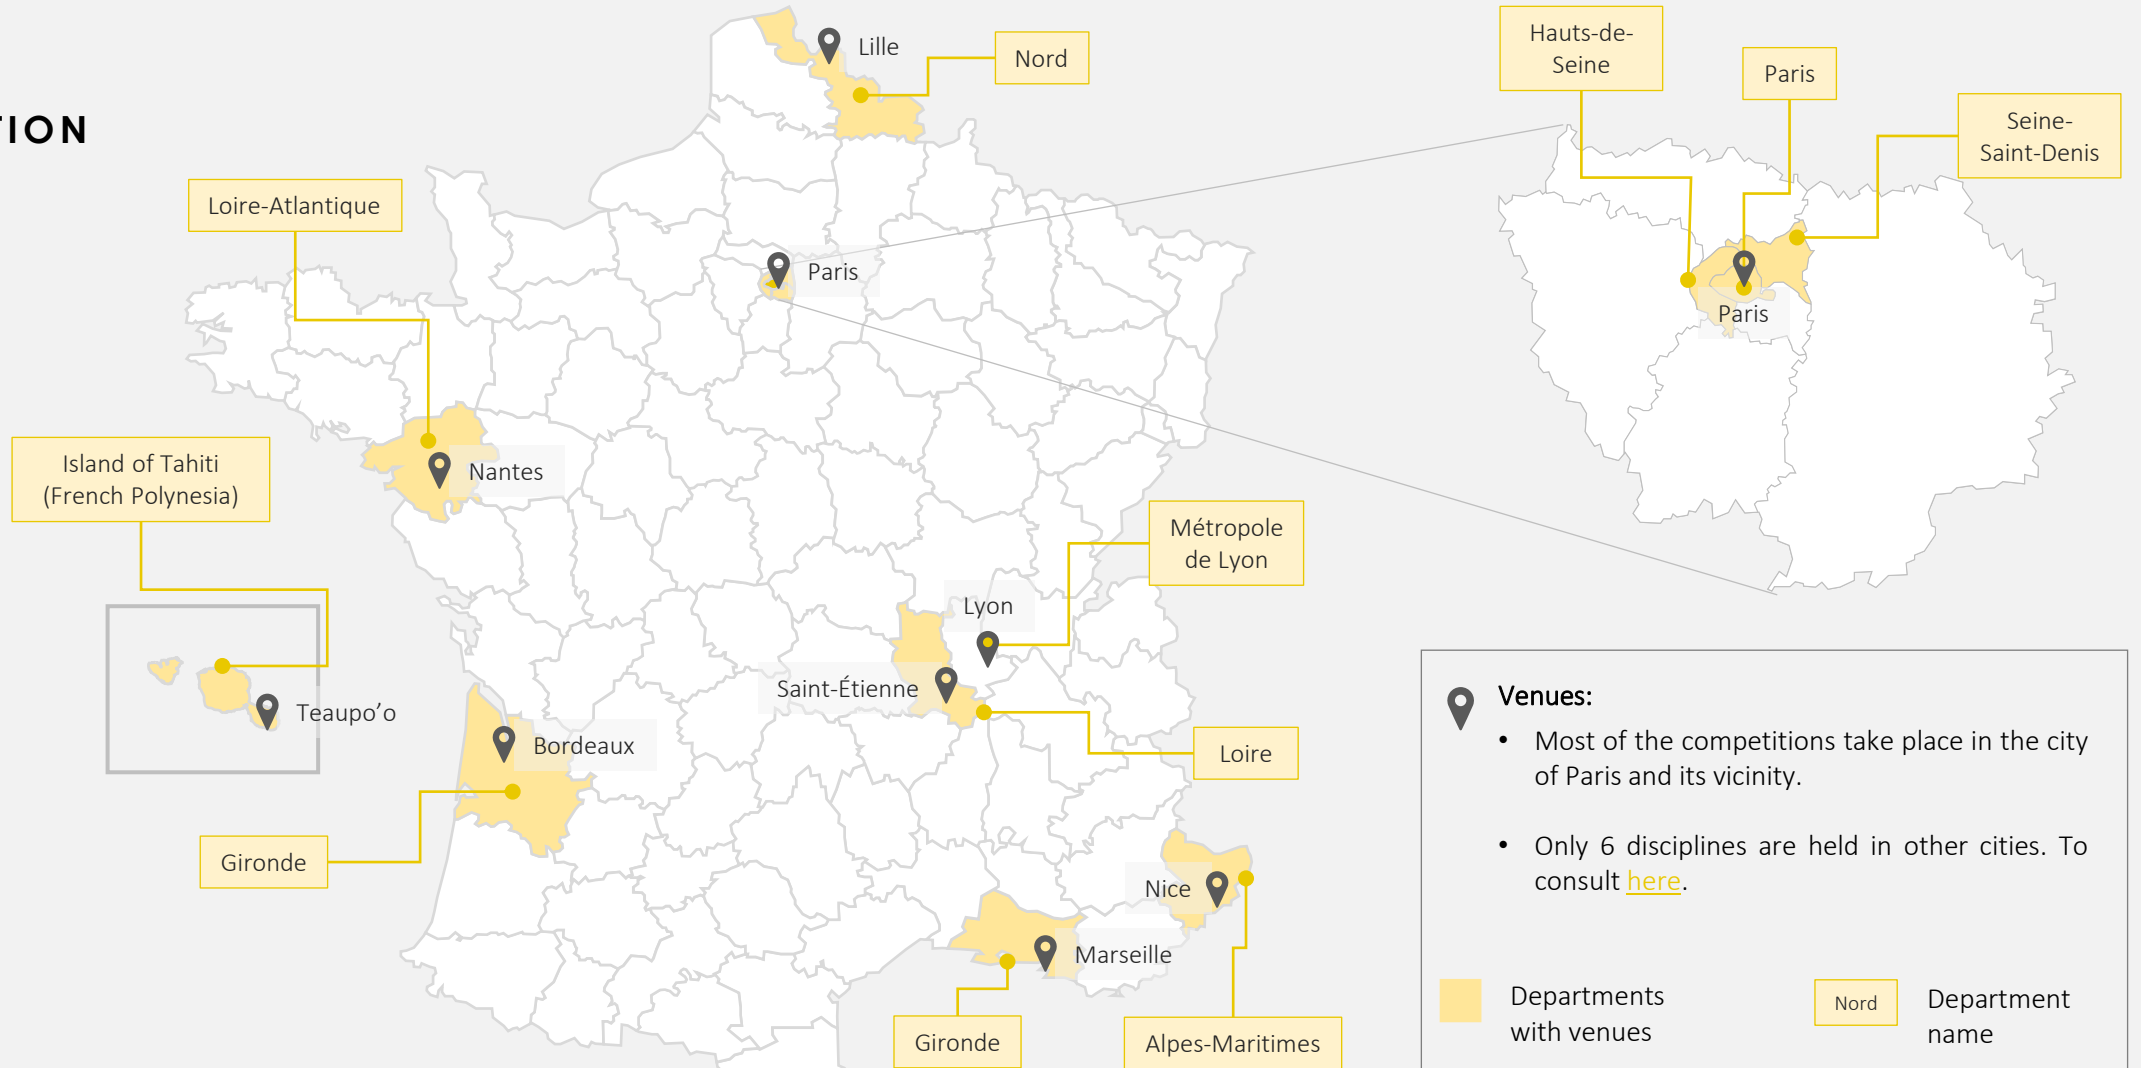 TION
Lille
Nord
Hauts-de-
Seine
Paris
Seine-
Saint-Denis
Loire-Atlantique
Paris
Paris
Island of Tahiti
(French Polynesia)
Nantes
Métropole
de Lyon
Lyon
Saint-Étienne
Teaupo’o
Bordeaux
Loire
Gironde
Nice
Marseille
Gironde
Alpes-Maritimes
Venues:
• Most of the competitions take place in the city
of Paris and its vicinity.
• Only 6 disciplines are held in other cities. To
consult here.
Departments
with venues
Nord
Department
name